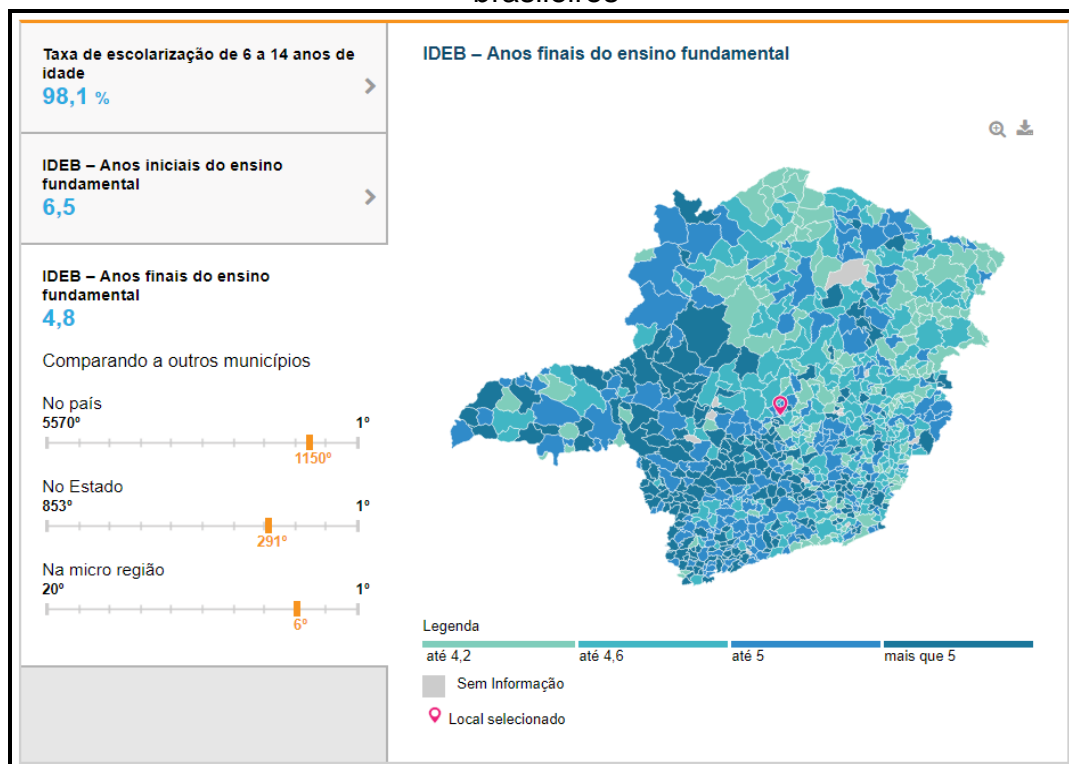 brasileiros
Taxa de escolarização de 6 a 14 anos de
idade
98,1 %
IDEB – Anos iniciais do ensino
fundamental
6,5
IDEB – Anos finais do ensino
fundamental
4,8
Comparando a outros municípios
No país
5570º 1º
1150º
No Estado
853º 1º
291º
Na micro região
20º 1º
6º
IDEB – Anos finais do ensino fundamental
Legenda
até 4,2 até 4,6 até 5 mais que 5
Sem Informação
Local selecionado